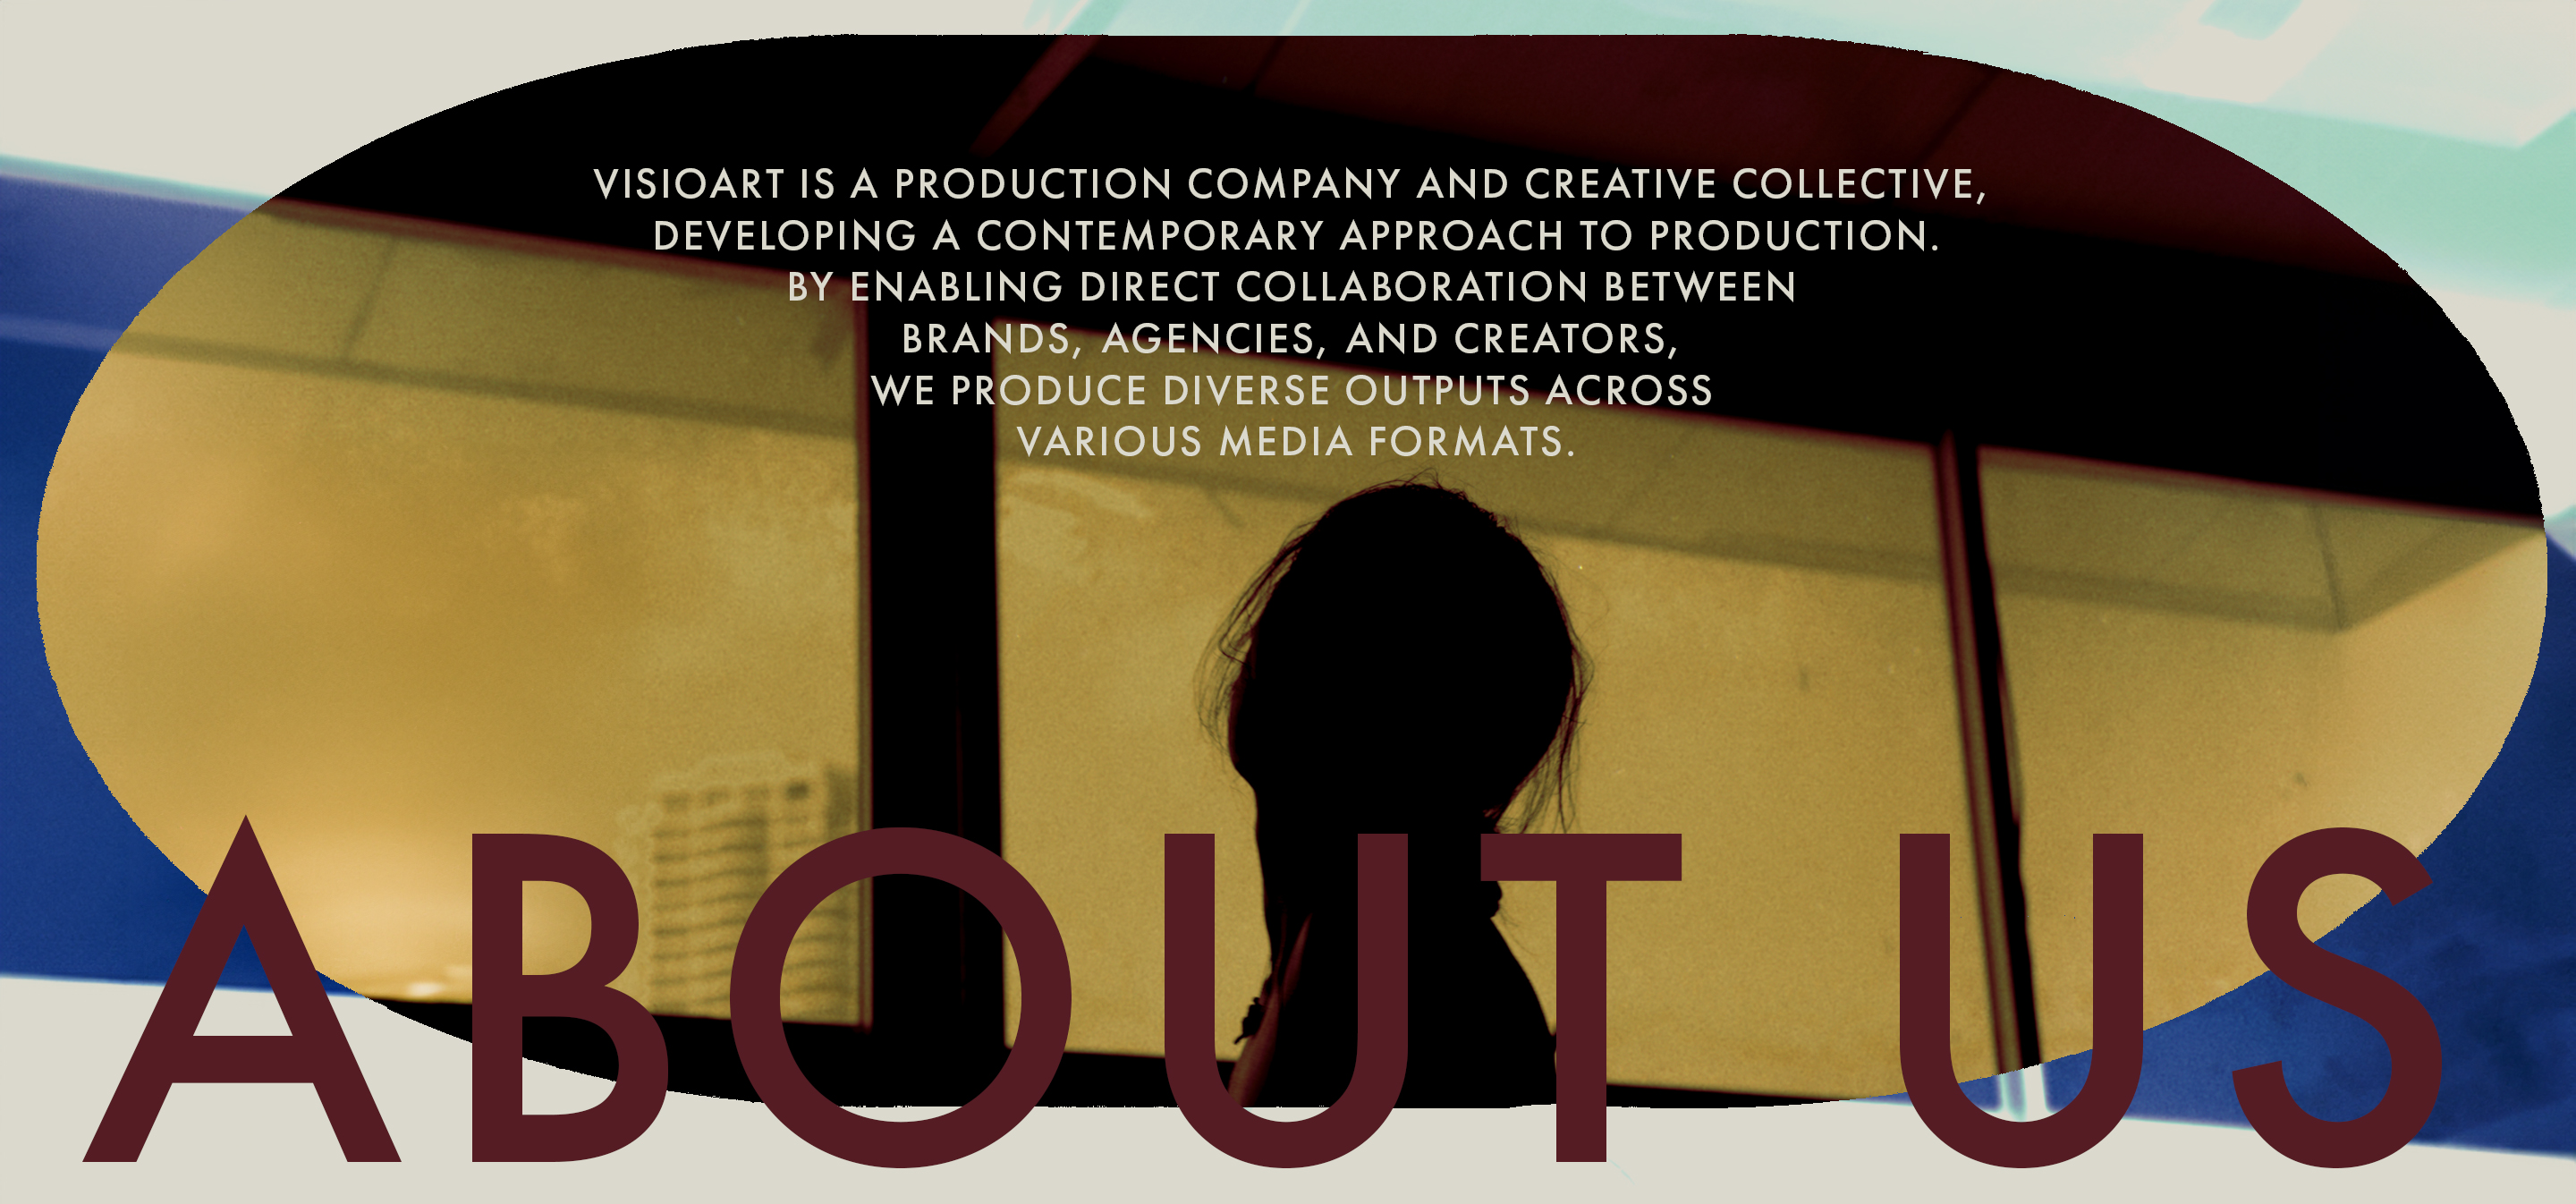 VISIOART IS A PRODUCTION COMPANY AND CREATIVE COLLECTIVE,
DEVELOPING A CONTEMPORARY APPROACH TO PRODUCTION.
BY ENABLING DIRECT COLLABORATION BETWEEN
BRANDS, AGENCIES, AND CREATORS,
WE PRODUCE DIVERSE OUTPUTS ACROSS
VARIOUS MEDIA FORMATS.
ABOUT US